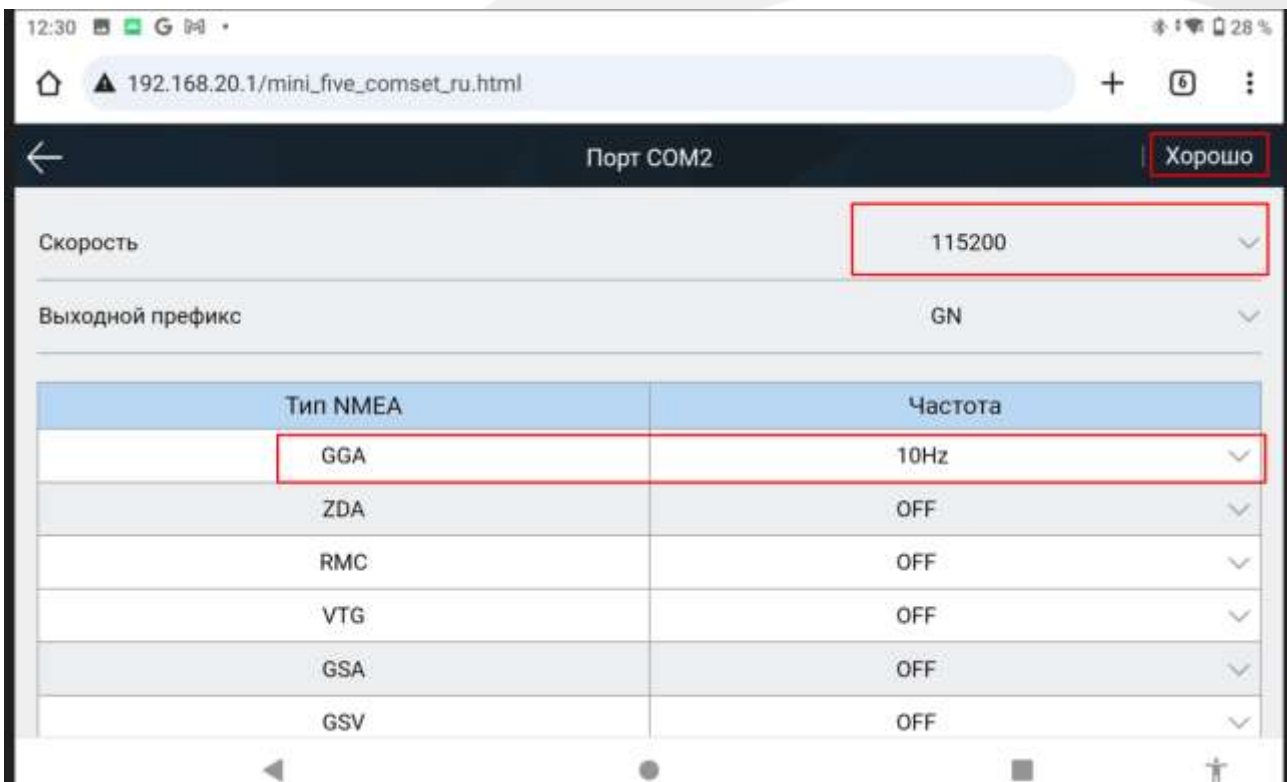 12:30 G M 28 %
192.168.20.1/mini_five_comset_ru.html + 6
Порт COM2 Хорошо
Скорость 115200
Выходной префикс GN
Тип NMEA Частота
GGA 10Hz
ZDA OFF
RMC OFF
VTG OFF
GSA OFF
GSV OFF